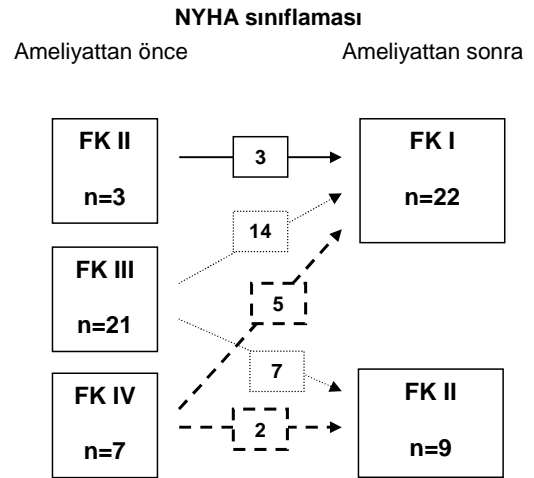 NYHA sınıflaması
Ameliyattan önce
Ameliyattan sonra
FK II
n=3
3
FK I
n=22
14
FK III
n=21
5
7
FK IV
n=7
2
FK II
n=9